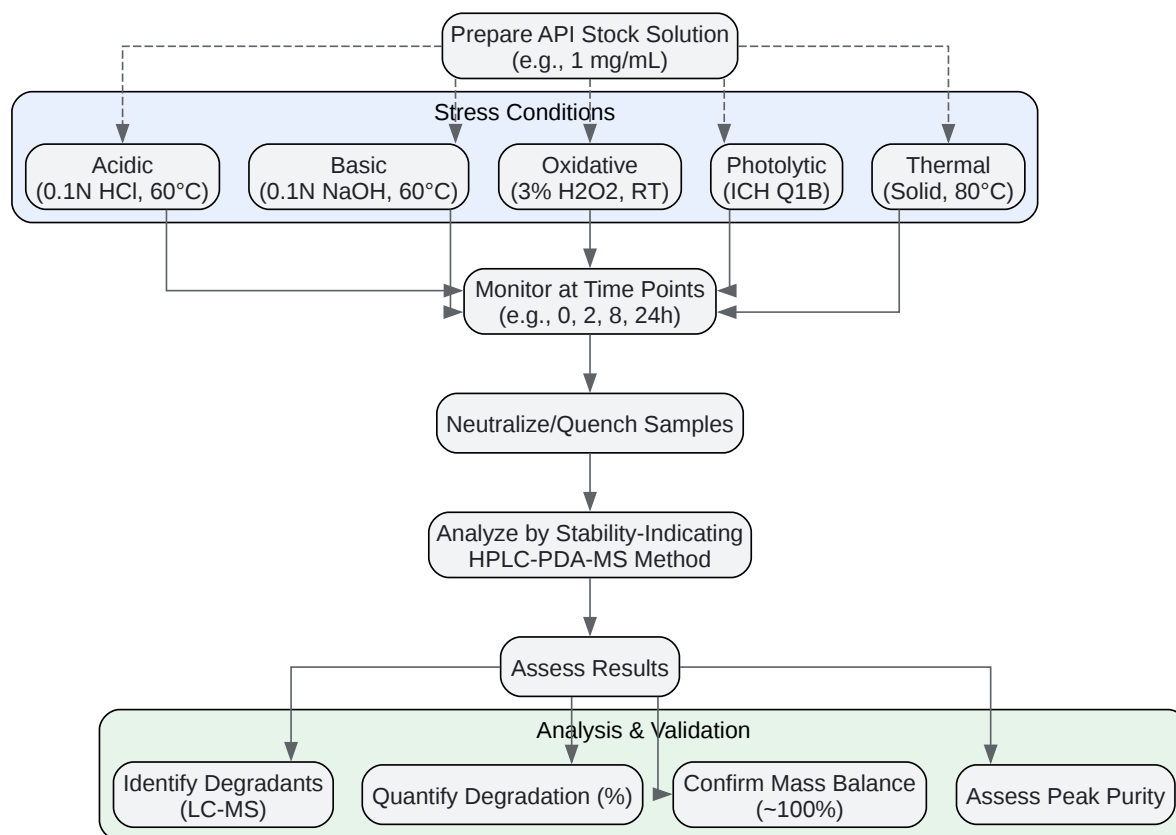 Prepare API Stock Solution
(e.g., 1 mg/mL)
Stress Conditions
Acidic
(0.1N HCl, 60°C)
Basic
(0.1N NaOH, 60°C)
Oxidative
(3% H2O2, RT)
Photolytic
(ICH Q1B)
Thermal
(Solid, 80°C)
Monitor at Time Points
(e.g., 0, 2, 8, 24h)
Neutralize/Quench Samples
Analyze by Stability-Indicating
HPLC-PDA-MS Method
Assess Results
Analysis & Validation
Identify Degradants
(LC-MS)
Quantify Degradation (%)
Confirm Mass Balance
(~100%)
Assess Peak Purity